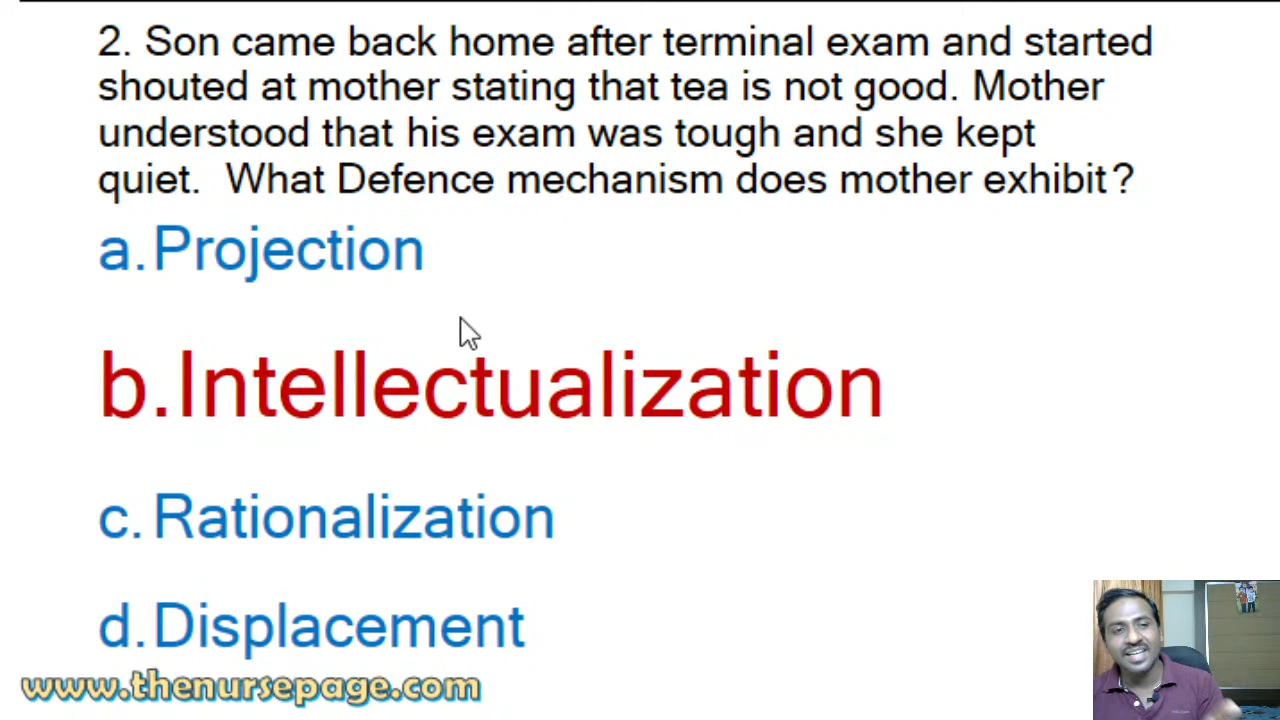 2. Son came back home after terminal exam and started
shouted at mother stating that tea is not good. Mother
understood that his exam was tough and she kept
quiet.  What Defence mechanism does mother exhibit?
a. Projection
b. Intellectualization
c. Rationalization
d. Displacement
www.thenursepage.com